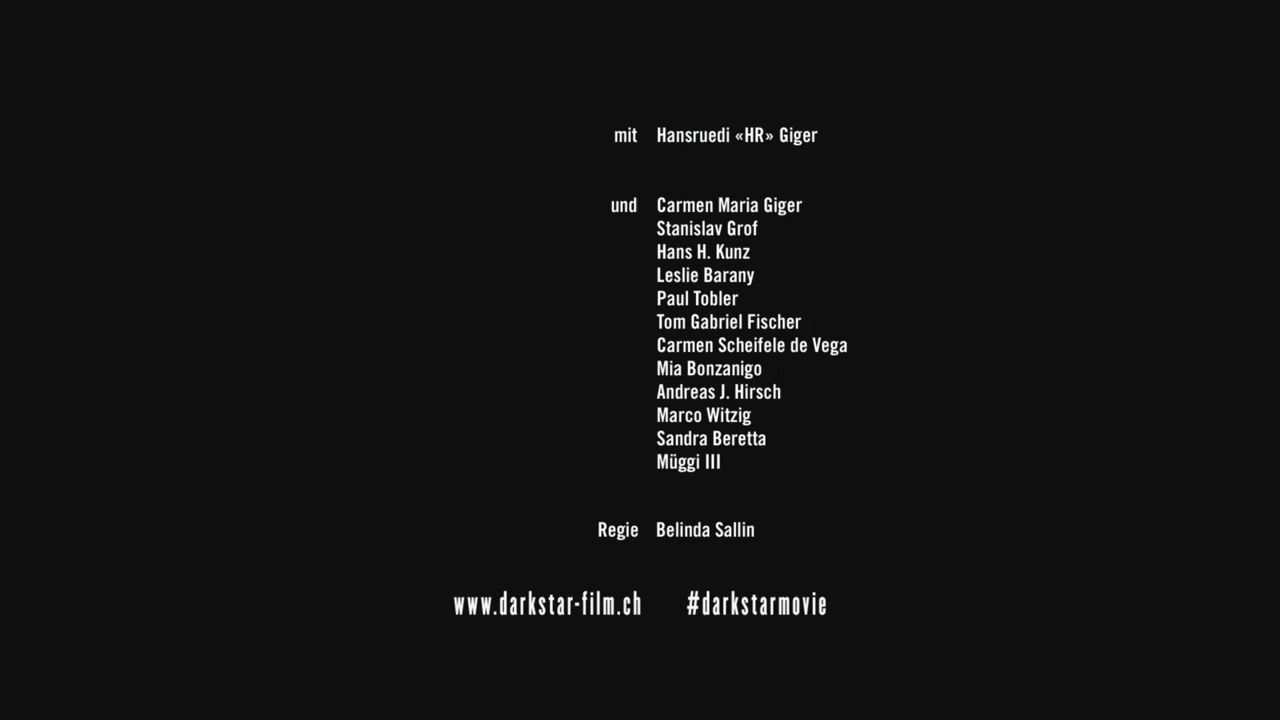 mit Hansruedi «HR» Giger
und Carmen Maria Giger
Stanislav Grof
Hans H. Kunz
Leslie Barany
Paul Tobler
Tom Gabriel Fischer
Carmen Scheifele de Vega
Mia Bonzanigo
Andreas J. Hirsch
Marco Witzig
Sandra Beretta
Müggi III
Regie Belinda Sallin
www.darkstar-film.ch #darkstarmovie